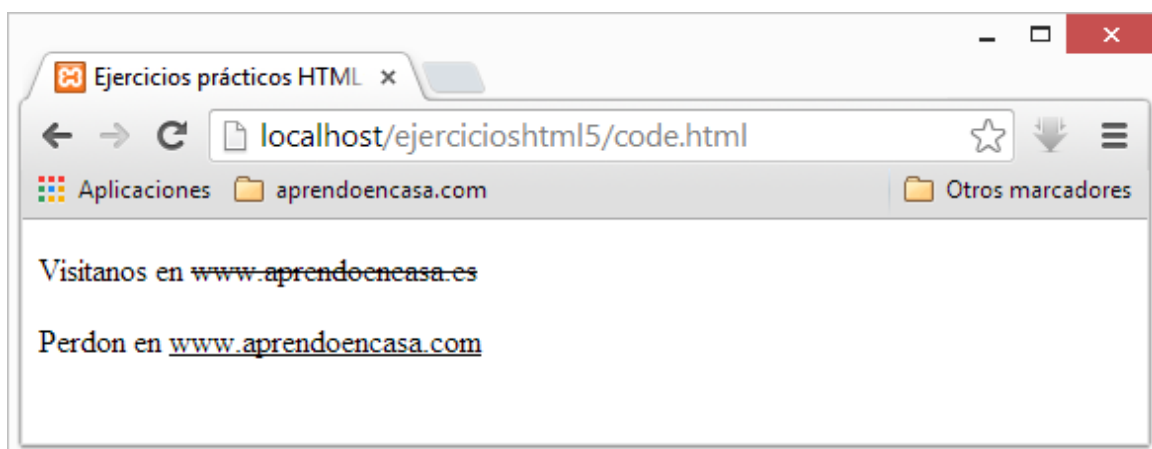 Ejercicios prácticos HTML
localhost/ejercicioshtml5/code.html
Aplicaciones aprendoencasa.com Otros marcadores
Visitanos en www.aprendoencasa.es
Perdon en www.aprendoencasa.com